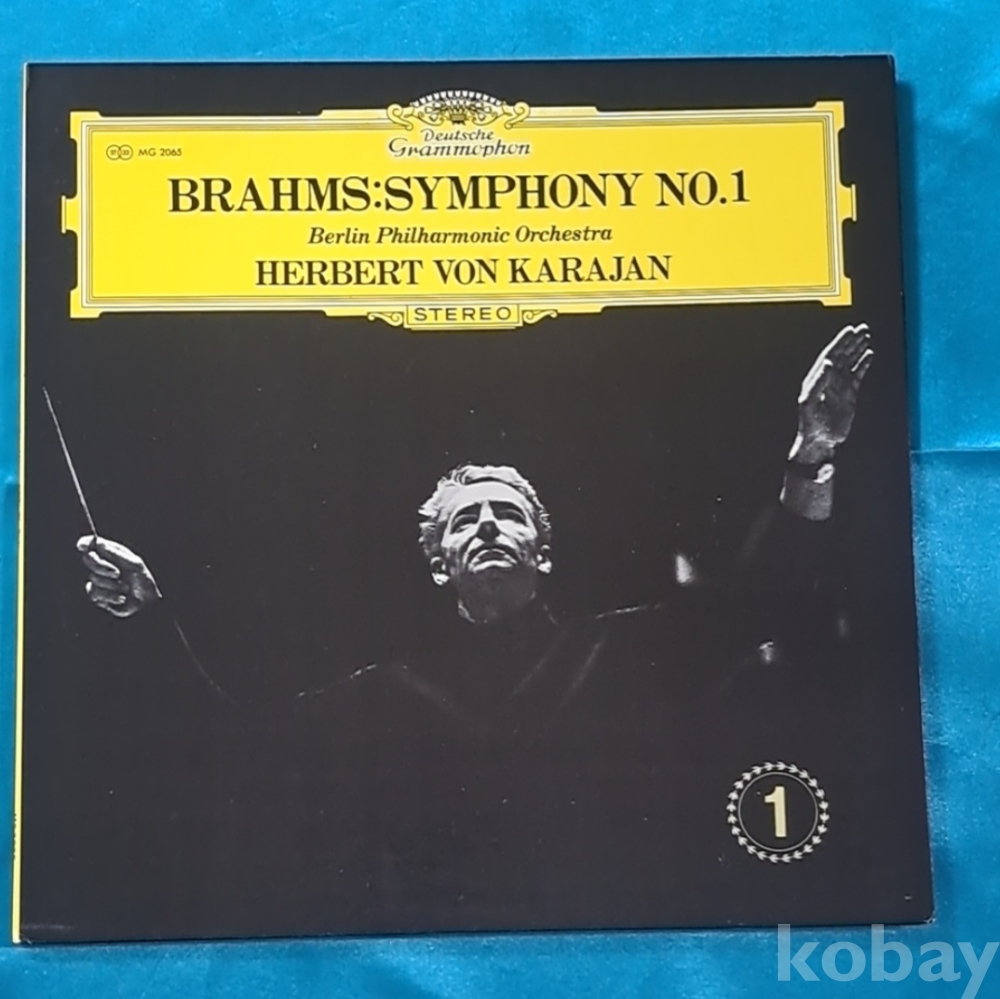 Deutsche
Grammophon
MG 2065
BRAHMS:SYMPHONY NO.1
Berlin Philharmonic Orchestra
HERBERT VON KARAJAN
STEREO
1
kobay